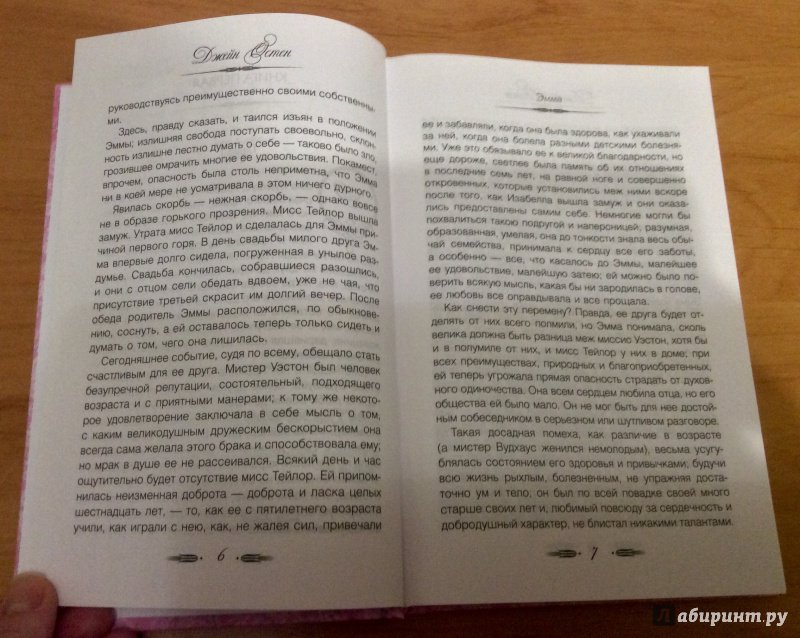 Джейн Остен
руководствуясь преимущественно своими собственны-
ми.
Здесь, правду сказать, и таился изъян в положении
Эммы; излишняя свобода поступать своевольно, склон-
ность излишне лестно думать о себе — таково было зло,
грозившее омрачить многие ее удовольствия. Покамест,
впрочем, опасность была столь неприметна, что Эмма
ни в коей мере не усматривала в этом ничего дурного.
Явилась скорбь — нежная скорбь, — однако вовсе
не в образе горького прозрения. Мисс Тейлор вышла
замуж. Утрата мисс Тейлор и сделалась для Эммы при-
чиной первого горя. В день свадьбы милого друга Эм-
ма впервые долго сидела, погруженная в унылое раз-
думье. Свадьба кончилась, собравшиеся разошлись,
и они с отцом сели обедать вдвоем, уже не чая, что
присутствие третьей скрасит им долгий вечер. После
обеда родитель Эммы расположился, по обыкнове-
нию, соснуть, а ей оставалось теперь только сидеть и
думать о том, чего она лишилась.
Сегодняшнее событие, судя по всему, обещало стать
счастливым для ее друга. Мистер Уэстон был человек
безупречной репутации, состоятельный, подходящего
возраста и с приятными манерами; к тому же некото-
рое удовлетворение заключала в себе мысль о том,
с каким великодушным дружеским бескорыстием она
всегда сама желала этого брака и способствовала ему;
но мрак в душе ее не рассеивался. Всякий день и час
ощутительно будет отсутствие мисс Тейлор. Ей припом-
нилась неизменная доброта — доброта и ласка целых
шестнадцать лет, — то, как ее с пятилетнего возраста
учили, как играли с нею, как, не жалея сил, привечали
6
Эмма
ее и забавляли, когда она была здорова, как ухаживали
за ней, когда она болела разными детскими болезня-
ми. Уже это обязывало ее к великой благодарности, но
еще дороже, светлее была память об их отношениях
в последние семь лет, на равной ноге и совершенно
откровенных, которые установились меж ними вскоре
после того, как Изабелла вышла замуж и они оказа-
лись предоставлены самим себе. Немногие могли бы
похвалиться такою подругой и наперсницей, разумная,
образованная, умелая, она до тонкости знала весь обы-
чай семейства, принимала к сердцу все его заботы,
а особенно — все, что касалось до Эммы, малейшее
ее удовольствие, малейшую затею; ей можно было по-
верить всякую мысль, какая бы ни зародилась в голове,
ее любовь все оправдывала и все прощала.
Как снести эту перемену? Правда, ее друга будет от-
делять от них всего полмили, но Эмма понимала, сколь
велика должна быть разница меж миссис Уэстон, хотя бы
и в полумиле от них, и мисс Тейлор у них в доме; при
всех преимуществах, природных и благоприобретенных,
ей теперь угрожала прямая опасность страдать от духов-
ного одиночества. Она всем сердцем любила отца, но его
общества ей было мало. Он не мог быть для нее достой-
ным собеседником в серьезном или шутливом разговоре.
Такая досадная помеха, как различие в возрасте
(а мистер Вудхаус женился немолодым), весьма усугу-
блялась состоянием его здоровья и привычками; будучи
всю жизнь рыхлым, болезненным, не упражняя доста-
точно ум и тело, он был по всей повадке своей много
старше своих лет и, любимый повсюду за сердечность и
добродушный характер, не блистал никакими талантами.
7
Лабиринт.ру